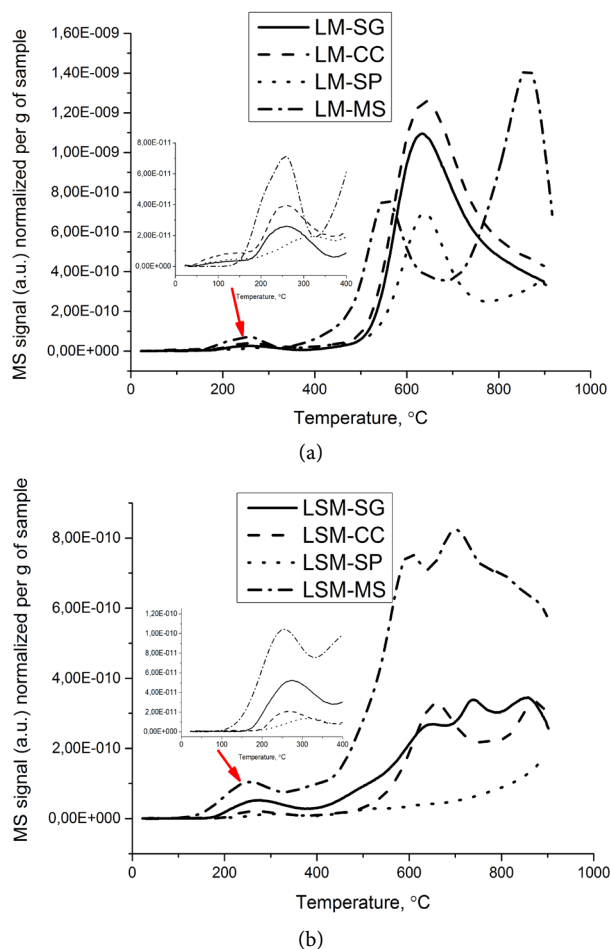 LM-SG
LM-CC
LM-SP
LM-MS
MS signal (a.u.) normalized per g of sample
1,60E-009
1,40E-009
1,20E-009
1,00E-009
8,00E-010
6,00E-010
4,00E-010
2,00E-010
0,00E+000
8,00E-011
6,00E-011
4,00E-011
2,00E-011
0,00E+000
0 100 200 300 400
Temperature, °C
0 200 400 600 800 1000
Temperature, °C
(a)
LSM-SG
LSM-CC
LSM-SP
LSM-MS
MS signal (a.u.) normalized per g of sample
8,00E-010
6,00E-010
4,00E-010
2,00E-010
0,00E+000
1,20E-010
1,00E-010
8,00E-011
6,00E-011
4,00E-011
2,00E-011
0,00E+000
0 100 200 300 400
Temperature, °C
0 200 400 600 800 1000
Temperature, °C
(b)